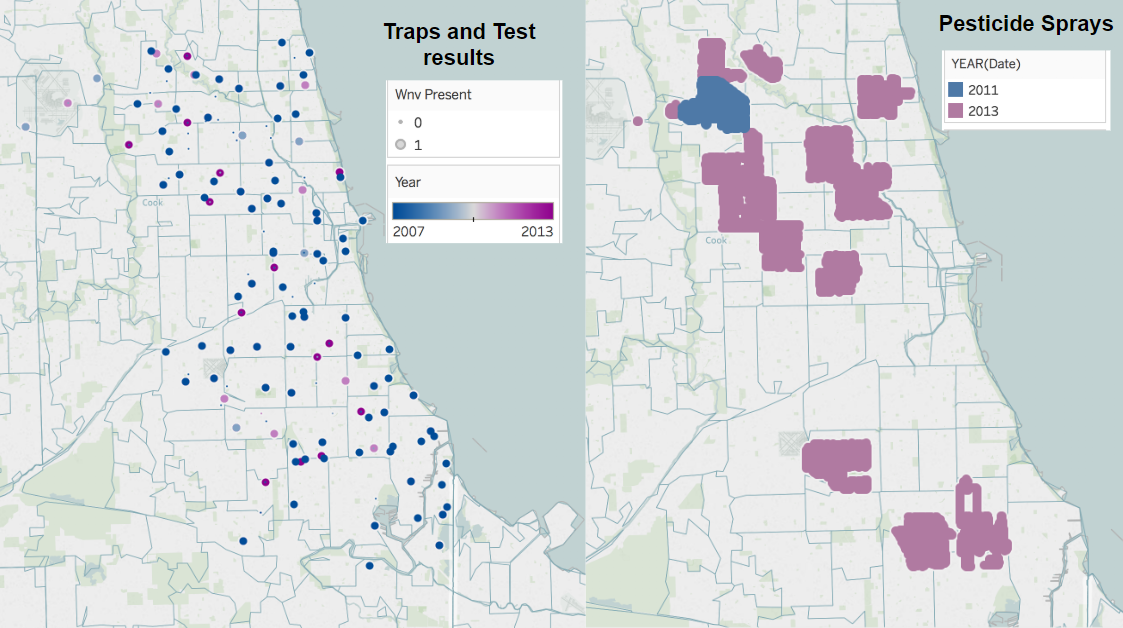 Traps and Test
results
Wnv Present
0
1
Year
2007 2013
Cook
Pesticide Sprays
YEAR(Date)
2011
2013
Cook